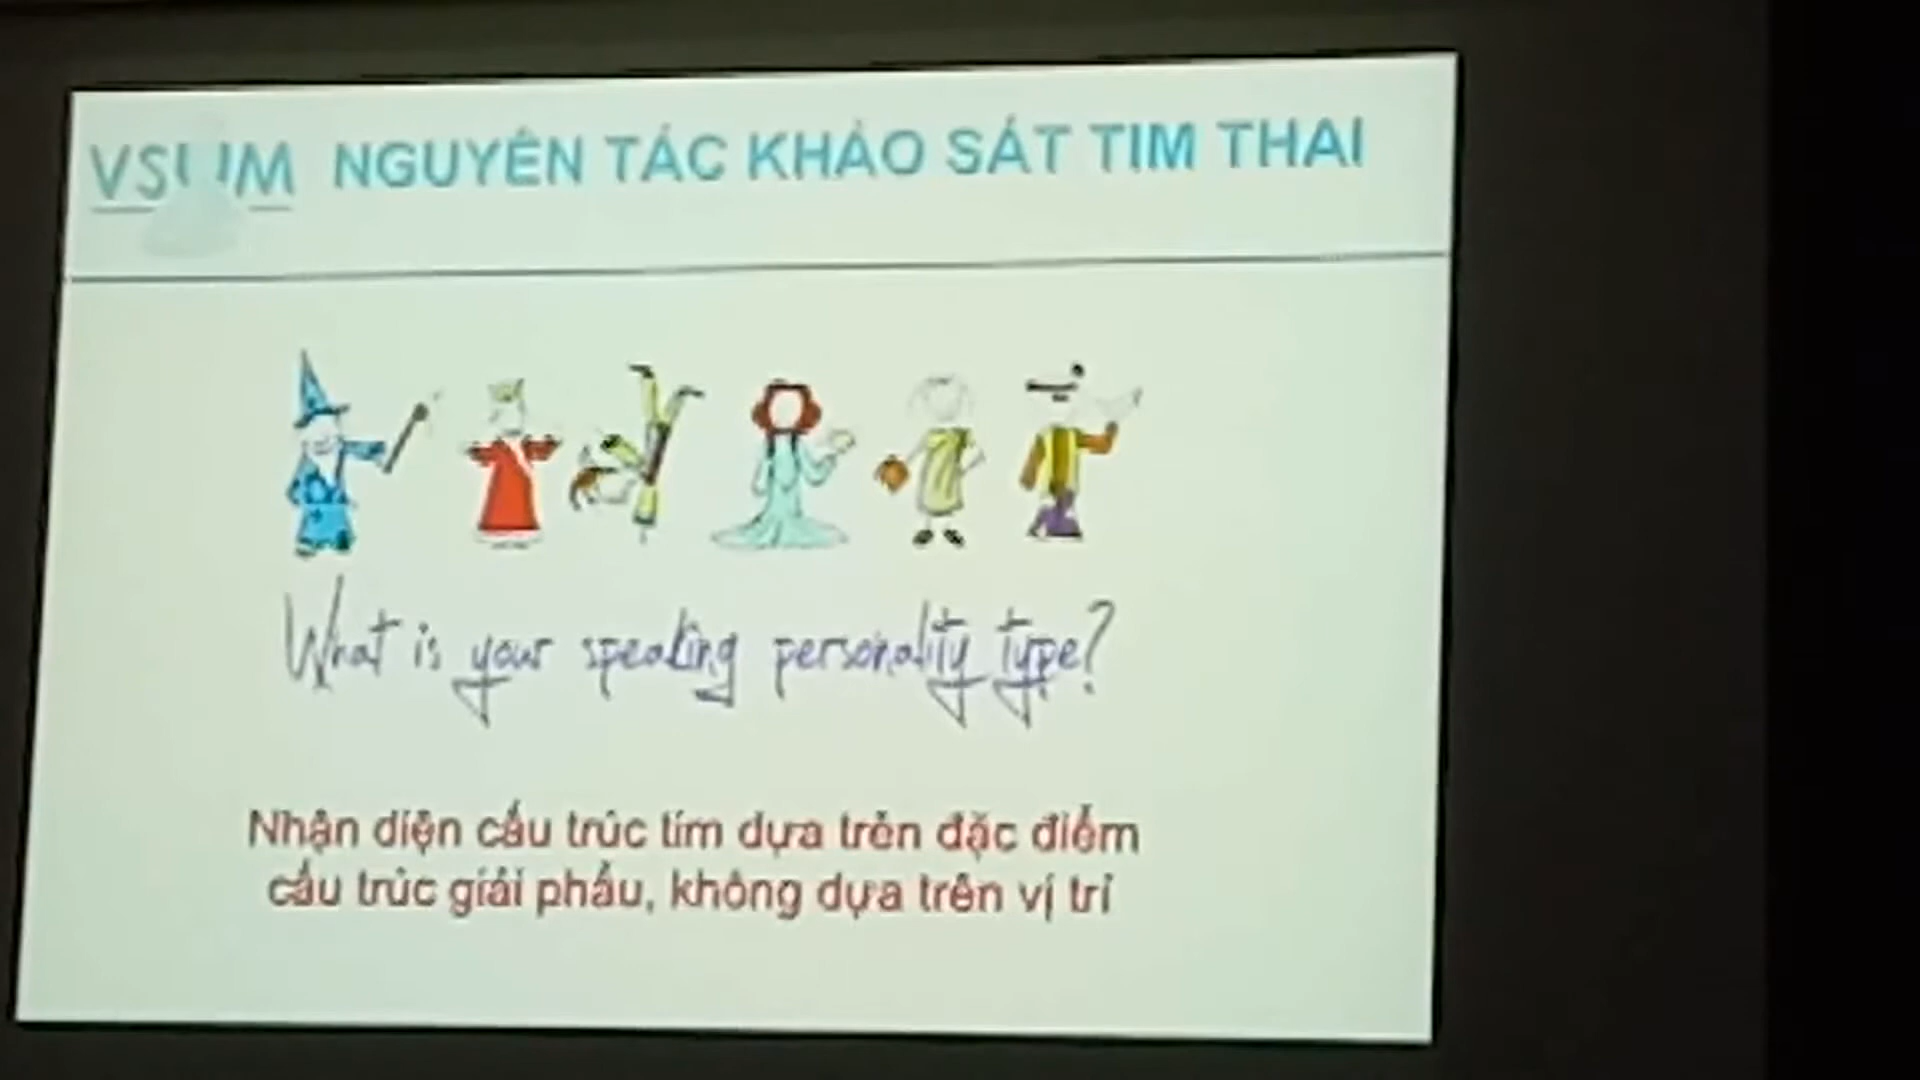 VSUM NGUYÊN TẮC KHẢO SÁT TIM THAI
What is your speaking personality type?
Nhận diện cấu trúc tim dựa trên đặc điểm
cấu trúc giải phẩu, không dựa trên vị trí